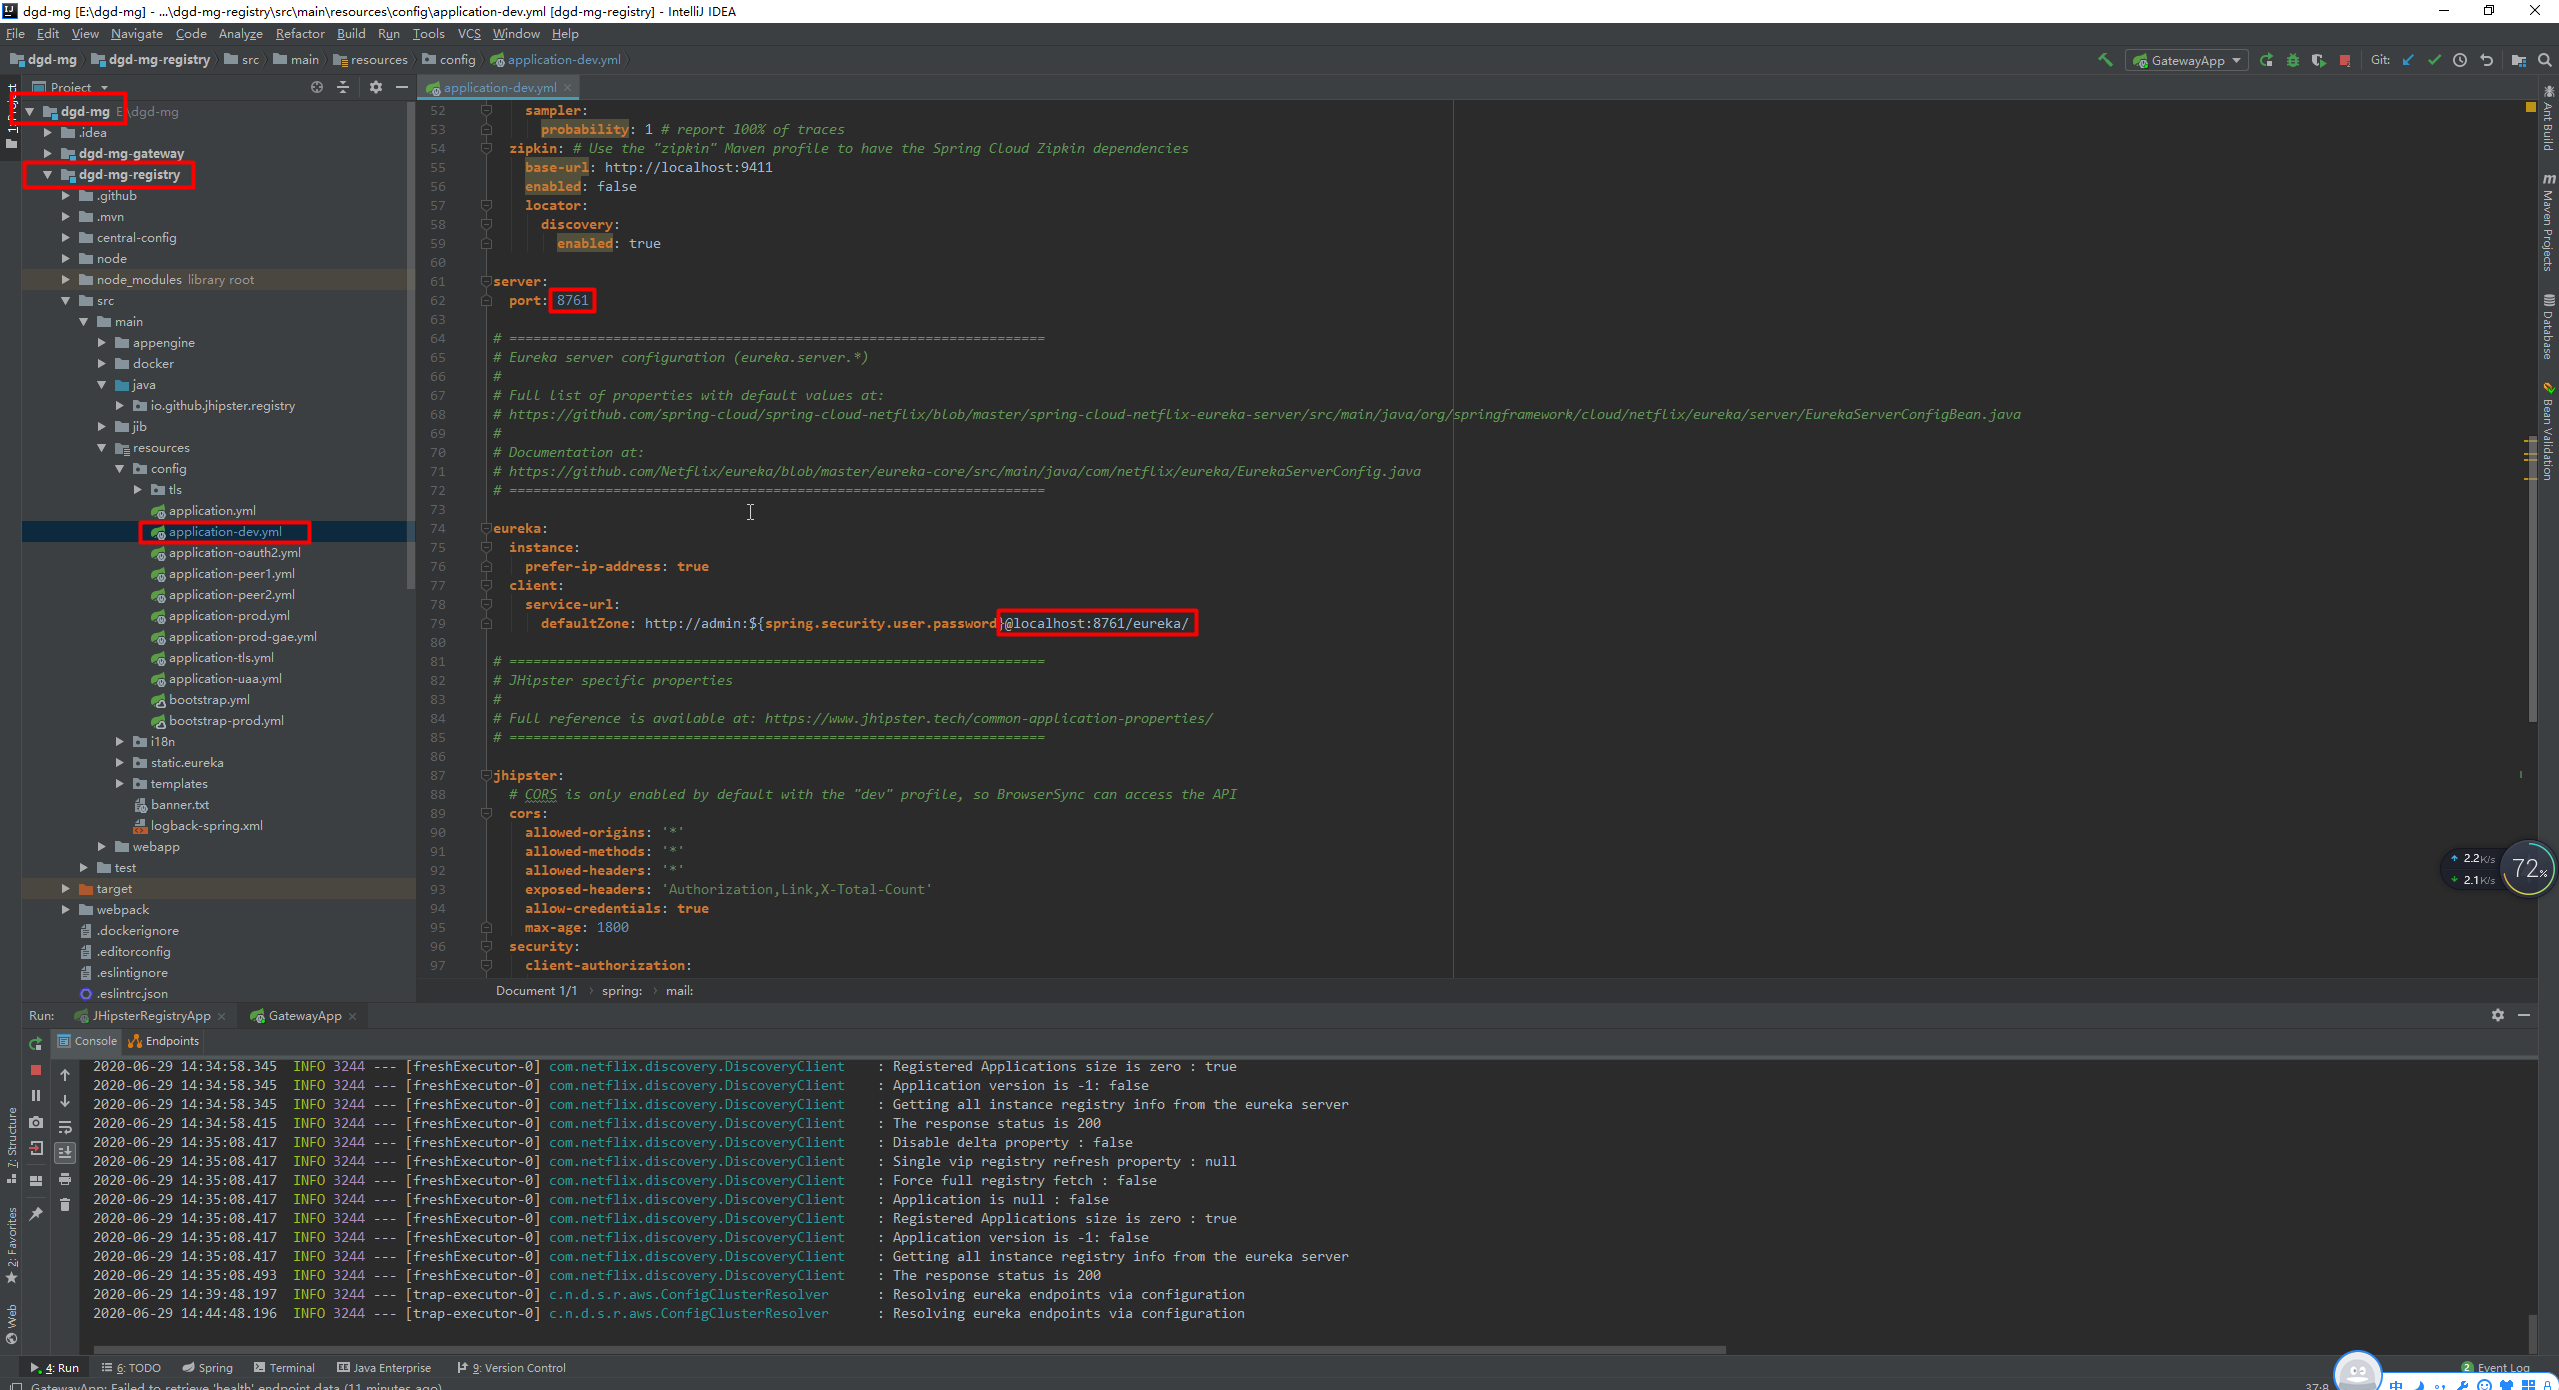 dgd-mg [E:\dgd-mg] - ...\dgd-mg-registry\src\main\resources\config\application-dev.yml [dgd-mg-registry] - IntelliJ IDEA
File Edit View Navigate Code Analyze Refactor Build Run Tools VCS Window Help
dgd-mg dgd-mg-registry src main resources config application-dev.yml GatewayApp Git:
Project
application-dev.yml
dgd-mg E:\dgd-mg
.idea
dgd-mg-gateway
dgd-mg-registry
.github
.mvn
central-config
node
node_modules library root
src
main
appengine
docker
java
io.github.jhipster.registry
jib
resources
config
tls
application.yml
application-dev.yml
application-oauth2.yml
application-peer1.yml
application-peer2.yml
application-prod.yml
application-prod-gae.yml
application-tls.yml
application-uaa.yml
bootstrap.yml
bootstrap-prod.yml
i18n
static.eureka
templates
banner.txt
logback-spring.xml
webapp
test
target
webpack
.dockerignore
.editorconfig
.eslintignore
.eslintrc.json
52 sampler:
53 probability: 1 # report 100% of traces
54 zipkin: # Use the "zipkin" Maven profile to have the Spring Cloud Zipkin dependencies
55 base-url: http://localhost:9411
56 enabled: false
57 locator:
58 discovery:
59 enabled: true
60
61 server:
62 port: 8761
63
64 # ===================================================================
65 # Eureka server configuration (eureka.server.*)
66 #
67 # Full list of properties with default values at:
68 # https://github.com/spring-cloud/spring-cloud-netflix/blob/master/spring-cloud-netflix-eureka-server/src/main/java/org/springframework/cloud/netflix/eureka/server/EurekaServerConfigBean.java
69 #
70 # Documentation at:
71 # https://github.com/Netflix/eureka/blob/master/eureka-core/src/main/java/com/netflix/eureka/EurekaServerConfig.java
72 # ===================================================================
73
74 eureka:
75 instance:
76 prefer-ip-address: true
77 client:
78 service-url:
79 defaultZone: http://admin:${spring.security.user.password}@localhost:8761/eureka/
80
81 # ===================================================================
82 # JHipster specific properties
83 #
84 # Full reference is available at: https://www.jhipster.tech/common-application-properties/
85 # ===================================================================
86
87 jhipster:
88 # CORS is only enabled by default with the "dev" profile, so BrowserSync can access the API
89 cors:
90 allowed-origins: '*'
91 allowed-methods: '*'
92 allowed-headers: '*'
93 exposed-headers: 'Authorization,Link,X-Total-Count'
94 allow-credentials: true
95 max-age: 1800
96 security:
97 client-authorization:
Document 1/1 › spring: › mail:
Ant Build
Maven Projects
Database
Bean Validation
2.2K/s
2.1K/s
72%
Run: JHipsterRegistryApp GatewayApp
Console Endpoints
2020-06-29 14:34:58.345 INFO 3244 --- [freshExecutor-0] com.netflix.discovery.DiscoveryClient : Registered Applications size is zero : true
2020-06-29 14:34:58.345 INFO 3244 --- [freshExecutor-0] com.netflix.discovery.DiscoveryClient : Application version is -1: false
2020-06-29 14:34:58.345 INFO 3244 --- [freshExecutor-0] com.netflix.discovery.DiscoveryClient : Getting all instance registry info from the eureka server
2020-06-29 14:34:58.415 INFO 3244 --- [freshExecutor-0] com.netflix.discovery.DiscoveryClient : The response status is 200
2020-06-29 14:35:08.417 INFO 3244 --- [freshExecutor-0] com.netflix.discovery.DiscoveryClient : Disable delta property : false
2020-06-29 14:35:08.417 INFO 3244 --- [freshExecutor-0] com.netflix.discovery.DiscoveryClient : Single vip registry refresh property : null
2020-06-29 14:35:08.417 INFO 3244 --- [freshExecutor-0] com.netflix.discovery.DiscoveryClient : Force full registry fetch : false
2020-06-29 14:35:08.417 INFO 3244 --- [freshExecutor-0] com.netflix.discovery.DiscoveryClient : Application is null : false
2020-06-29 14:35:08.417 INFO 3244 --- [freshExecutor-0] com.netflix.discovery.DiscoveryClient : Registered Applications size is zero : true
2020-06-29 14:35:08.417 INFO 3244 --- [freshExecutor-0] com.netflix.discovery.DiscoveryClient : Application version is -1: false
2020-06-29 14:35:08.417 INFO 3244 --- [freshExecutor-0] com.netflix.discovery.DiscoveryClient : Getting all instance registry info from the eureka server
2020-06-29 14:35:08.493 INFO 3244 --- [freshExecutor-0] com.netflix.discovery.DiscoveryClient : The response status is 200
2020-06-29 14:39:48.197 INFO 3244 --- [trap-executor-0] c.n.d.s.r.aws.ConfigClusterResolver : Resolving eureka endpoints via configuration
2020-06-29 14:44:48.196 INFO 3244 --- [trap-executor-0] c.n.d.s.r.aws.ConfigClusterResolver : Resolving eureka endpoints via configuration
7: Structure
2: Favorites
Web
4: Run 6: TODO Spring Terminal Java Enterprise 9: Version Control 2 Event Log
GatewayApp: Failed to retrieve 'health' endpoint data (11 minutes ago) 37:8 中